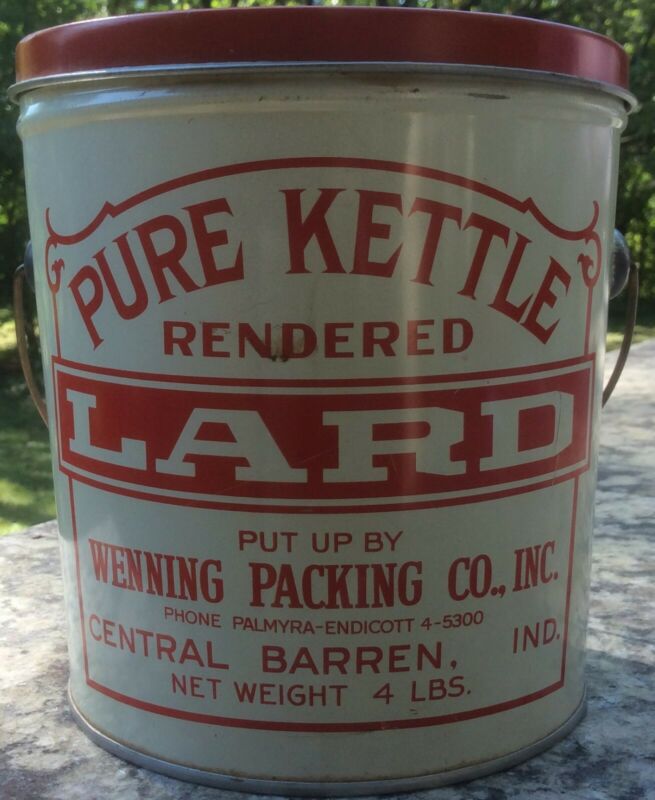 PURE KETTLE
RENDERED
LARD
PUT UP BY
WENNING PACKING CO., INC.
PHONE PALMYRA-ENDICOTT 4-5300
CENTRAL BARREN, IND.
NET WEIGHT 4 LBS.